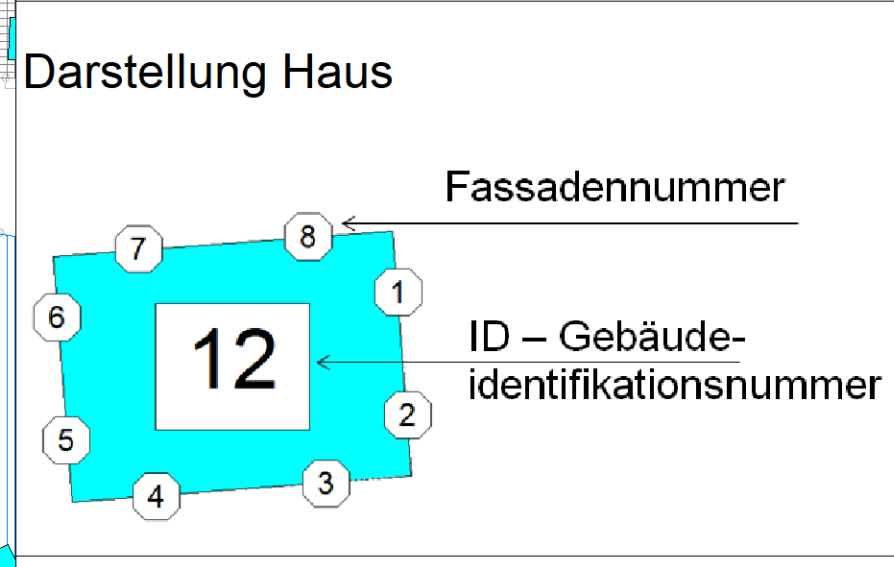 Darstellung Haus
Fassadennummer
7
8
1
6
12
ID – Gebäude-
identifikationsnummer
2
5
3
4